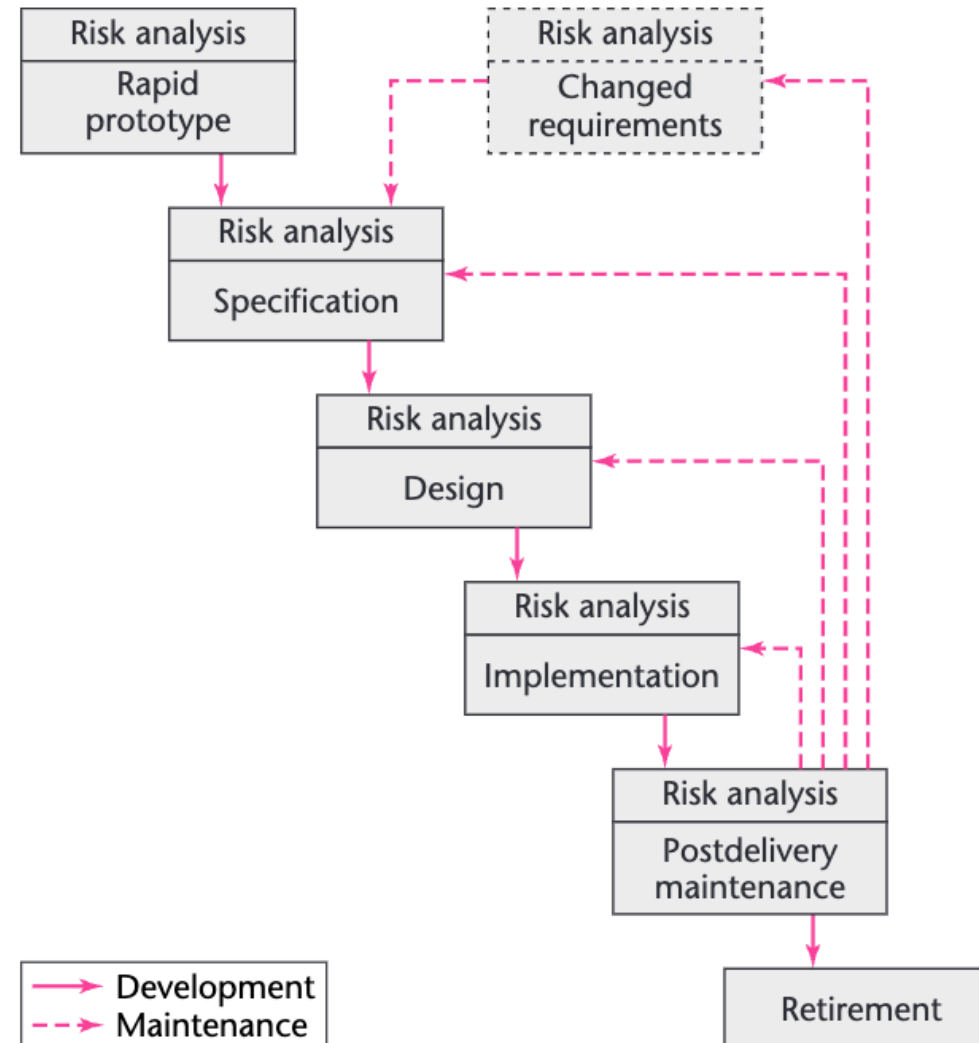 Risk analysis
Rapid
prototype
Risk analysis
Changed
requirements
Risk analysis
Specification
Risk analysis
Design
Risk analysis
Implementation
Risk analysis
Postdelivery
maintenance
Retirement
Development
Maintenance